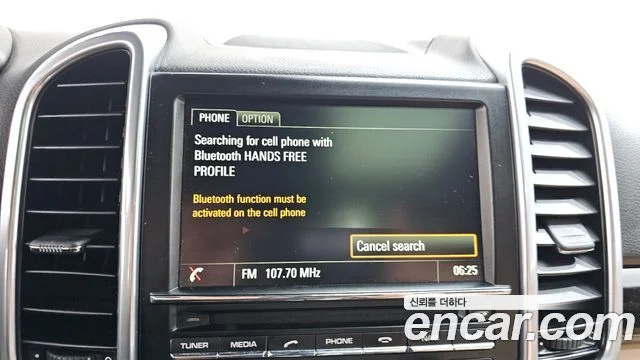 PHONE OPTION
Searching for cell phone with
Bluetooth HANDS FREE
PROFILE
Bluetooth function must be
activated on the cell phone
Cancel search
FM 107.70 MHz 06:25
신뢰를 더하다
encar.com
TUNER MEDIA PHONE